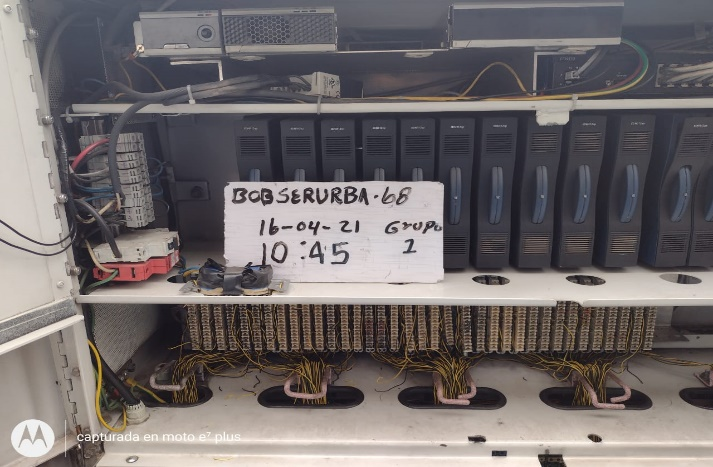 BOBSERURBA-68
16-04-21 Grupo
10:45 1
capturada en moto e⁷ plus